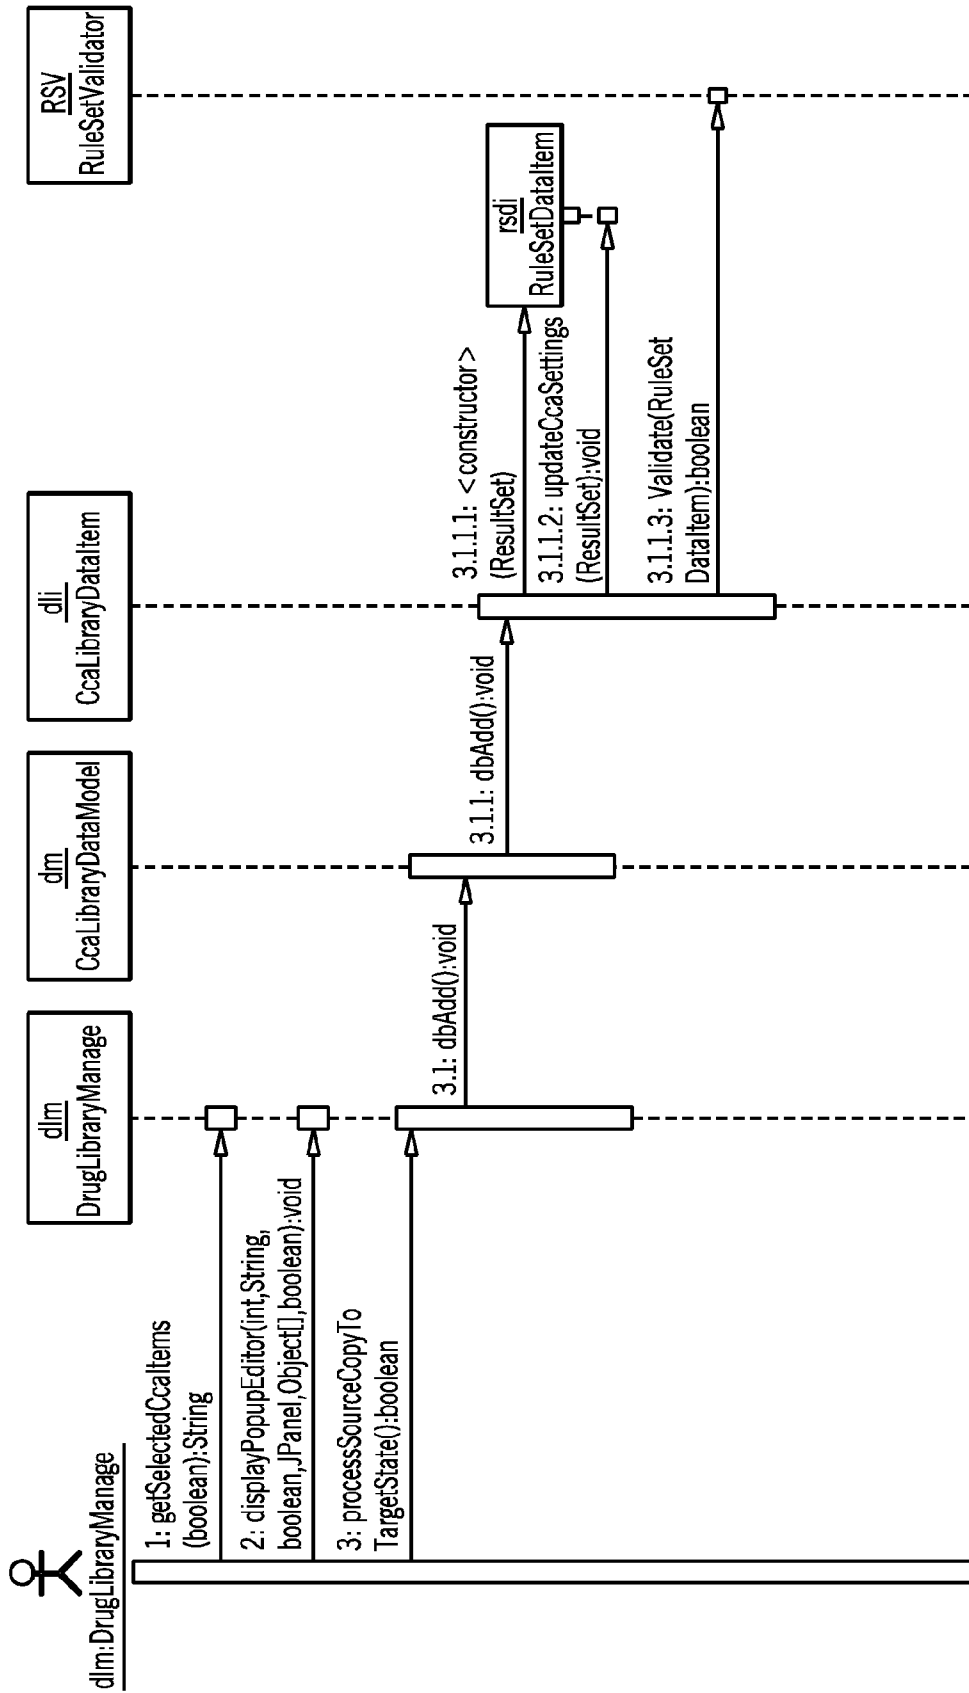 dlm:DrugLibraryManage
dlm
DrugLibraryManage
dm
CcaLibraryDataModel
dli
CcaLibraryDataItem
RSV
RuleSetValidator
1: getSelectedCcaItems
(boolean):String
2: displayPopupEditor(int,String,
boolean,JPanel,Object[],boolean):void
3: processSourceCopyTo
TargetState():boolean
3.1: dbAdd():void
3.1.1: dbAdd():void
3.1.1.1: <constructor>
(ResultSet)
rsdi
RuleSetDataItem
3.1.1.2: updateCcaSettings
(ResultSet):void
3.1.1.3: Validate(RuleSet
DataItem):boolean